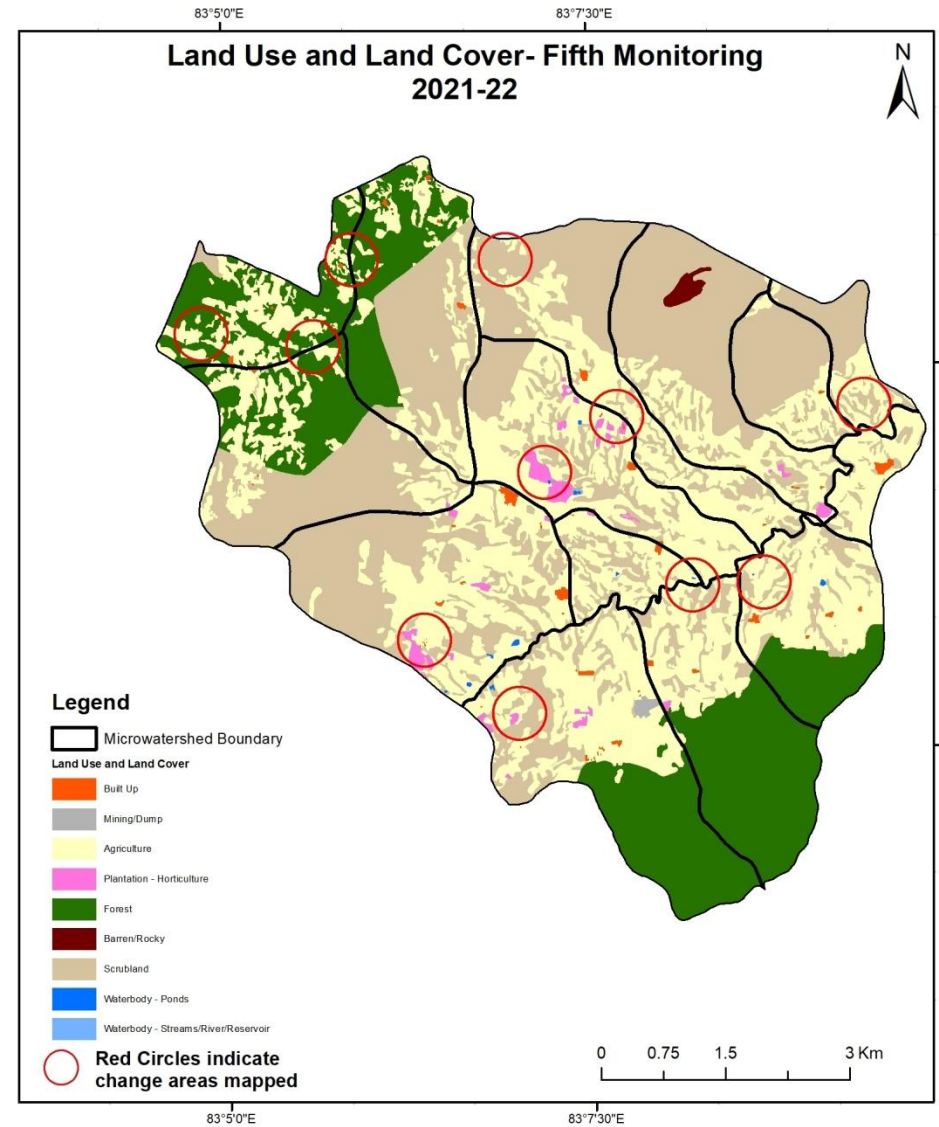 83°5'0"E 83°7'30"E
Land Use and Land Cover- Fifth Monitoring
2021-22
N
Legend
Microwatershed Boundary
Land Use and Land Cover
Built Up
Mining/Dump
Agriculture
Plantation - Horticulture
Forest
Barren/Rocky
Scrubland
Waterbody - Ponds
Waterbody - Streams/River/Reservoir
Red Circles indicate
change areas mapped
0 0.75 1.5 3 Km
83°5'0"E 83°7'30"E